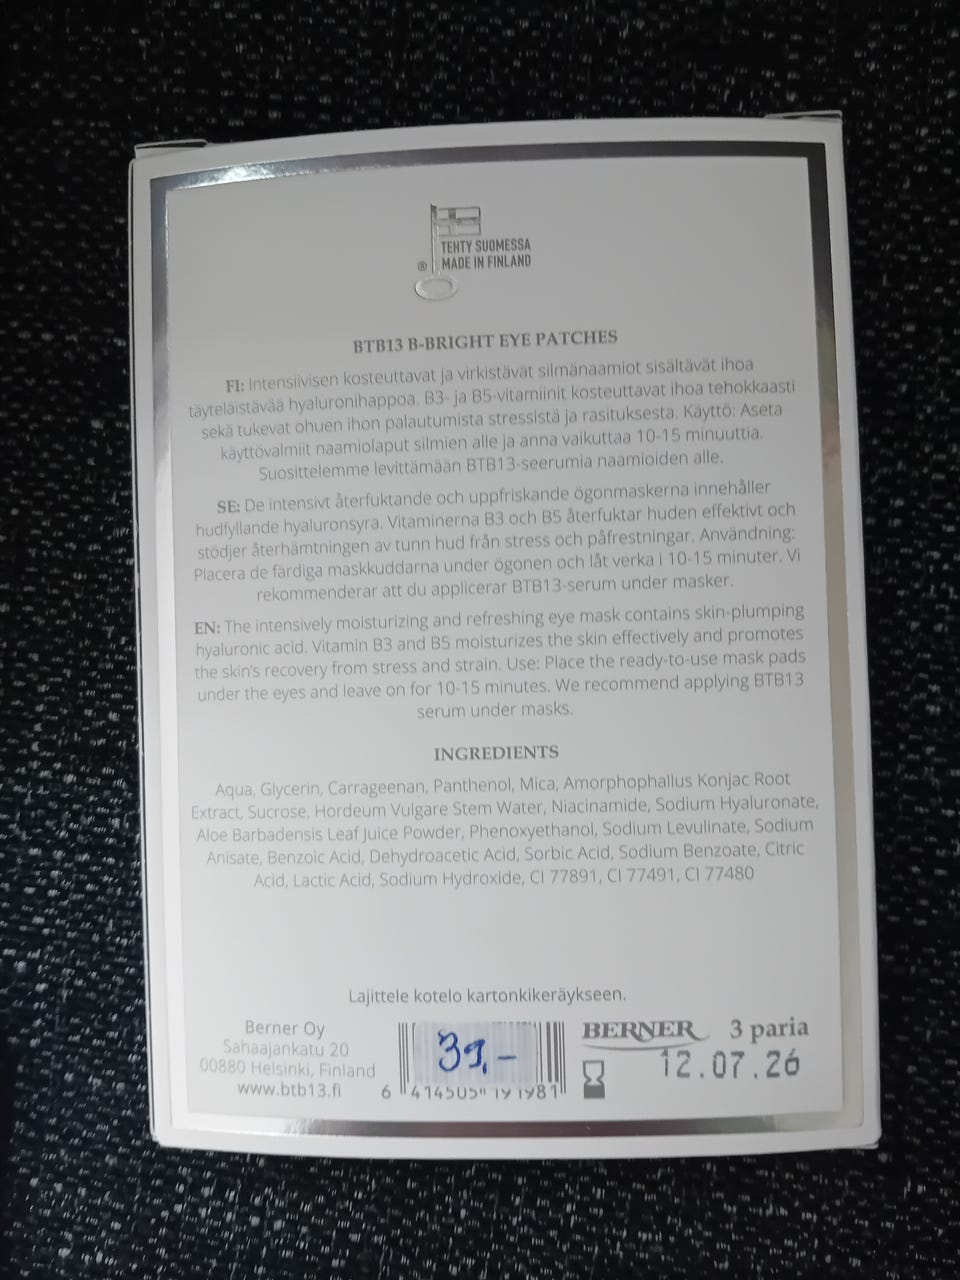 TEHTY SUOMESSA
® MADE IN FINLAND
BTB13 B-BRIGHT EYE PATCHES
FI: Intensiivisen kosteuttavat ja virkistävät silmänaamiot sisältävät ihoa
täyteläistävää hyaluronihappoa. B3- ja B5-vitamiinit kosteuttavat ihoa tehokkaasti
sekä tukevat ohuen ihon palautumista stressistä ja rasituksesta. Käyttö: Aseta
käyttövalmiit naamiolaput silmien alle ja anna vaikuttaa 10-15 minuuttia.
Suosittelemme levittämään BTB13-seerumia naamioiden alle.
SE: De intensivt återfuktande och uppfriskande ögonmaskerna innehåller
hudfyllande hyaluronsyra. Vitaminerna B3 och B5 återfuktar huden effektivt och
stödjer återhämtningen av tunn hud från stress och påfrestningar. Användning:
Placera de färdiga maskkuddarna under ögonen och låt verka i 10-15 minuter. Vi
rekommenderar att du applicerar BTB13-serum under masker.
EN: The intensively moisturizing and refreshing eye mask contains skin-plumping
hyaluronic acid. Vitamin B3 and B5 moisturizes the skin effectively and promotes
the skin's recovery from stress and strain. Use: Place the ready-to-use mask pads
under the eyes and leave on for 10-15 minutes. We recommend applying BTB13
serum under masks.
INGREDIENTS
Aqua, Glycerin, Carrageenan, Panthenol, Mica, Amorphophallus Konjac Root
Extract, Sucrose, Hordeum Vulgare Stem Water, Niacinamide, Sodium Hyaluronate,
Aloe Barbadensis Leaf Juice Powder, Phenoxyethanol, Sodium Levulinate, Sodium
Anisate, Benzoic Acid, Dehydroacetic Acid, Sorbic Acid, Sodium Benzoate, Citric
Acid, Lactic Acid, Sodium Hydroxide, CI 77891, CI 77491, CI 77480
Lajittele kotelo kartonkikeräykseen.
Berner Oy
Sahaajankatu 20
00880 Helsinki, Finland
www.btb13.fi
39,-
6 414505 191981
BERNER 3 paria
12.07.26